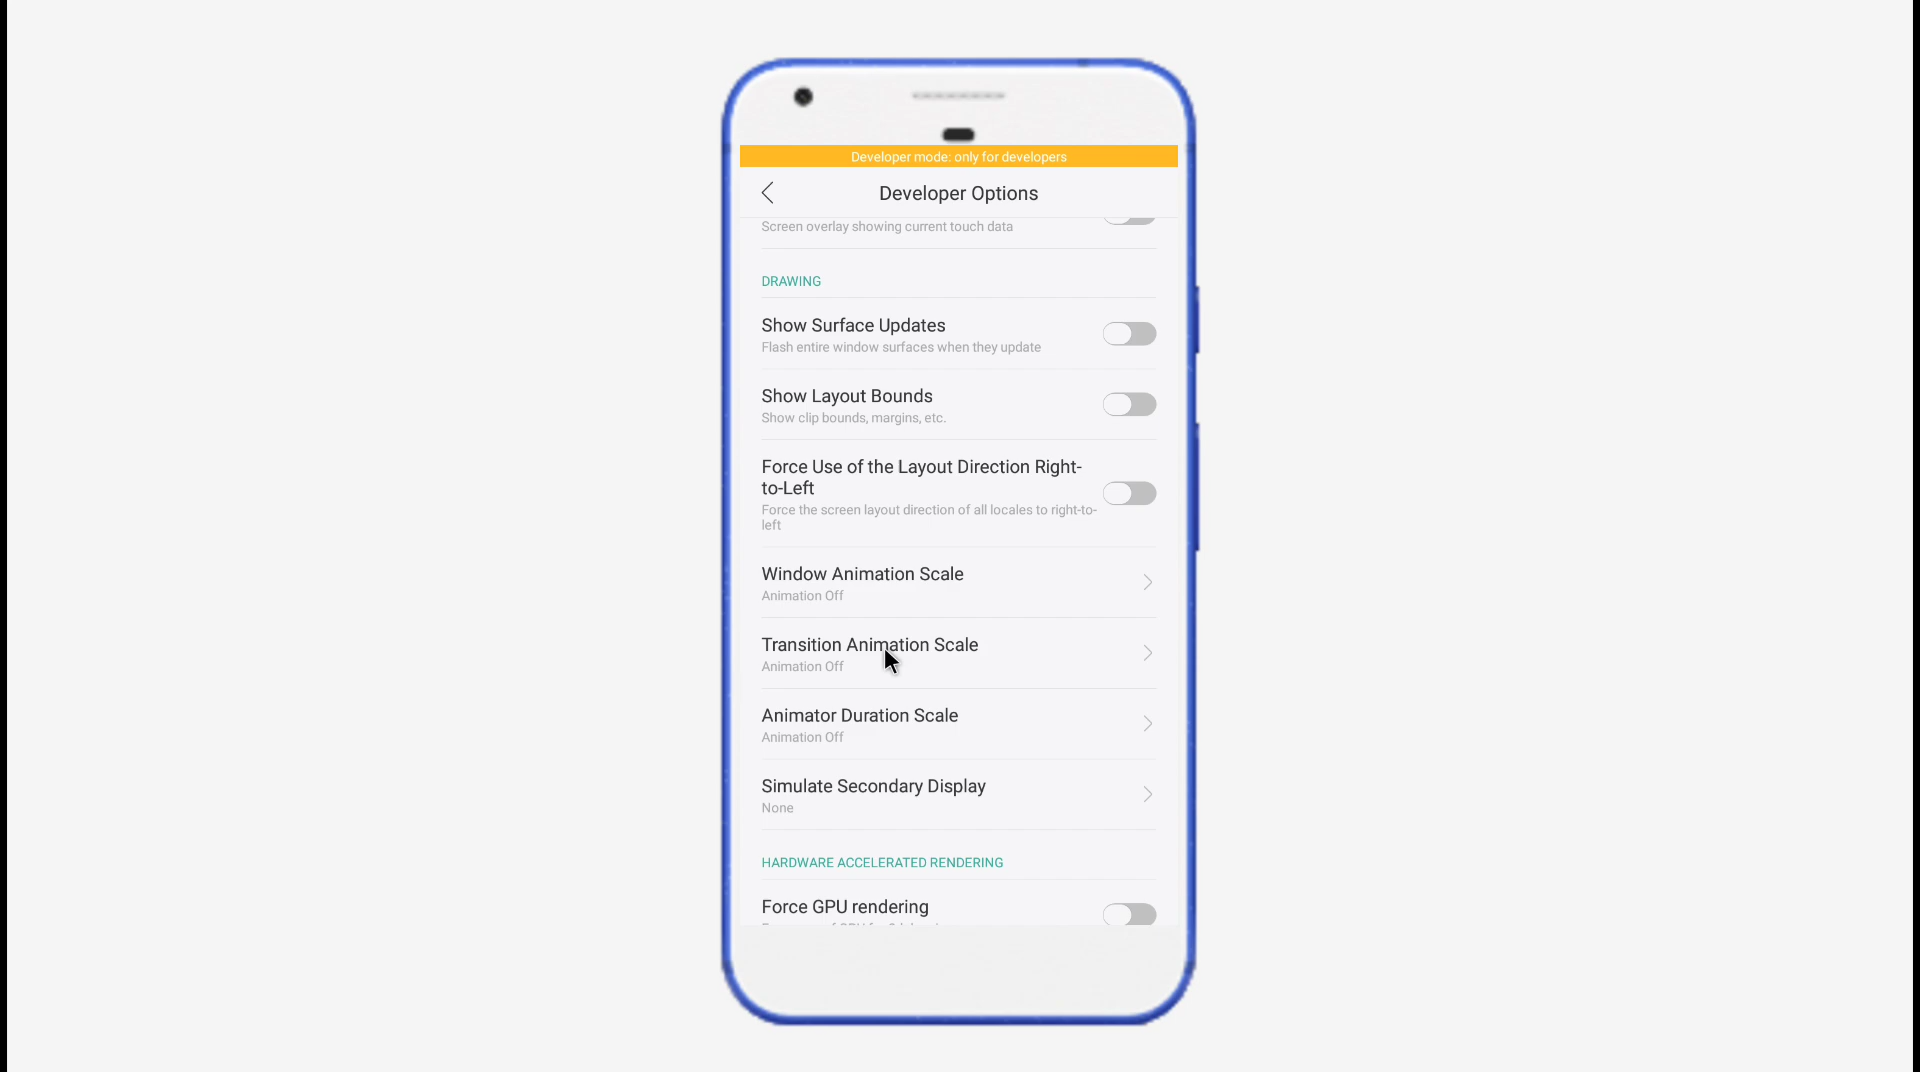 Developer mode: only for developers
Developer Options
Screen overlay showing current touch data
DRAWING
Show Surface Updates
Flash entire window surfaces when they update
Show Layout Bounds
Show clip bounds, margins, etc.
Force Use of the Layout Direction Right-
to-Left
Force the screen layout direction of all locales to right-to-
left
Window Animation Scale
Animation Off
Transition Animation Scale
Animation Off
Animator Duration Scale
Animation Off
Simulate Secondary Display
None
HARDWARE ACCELERATED RENDERING
Force GPU rendering